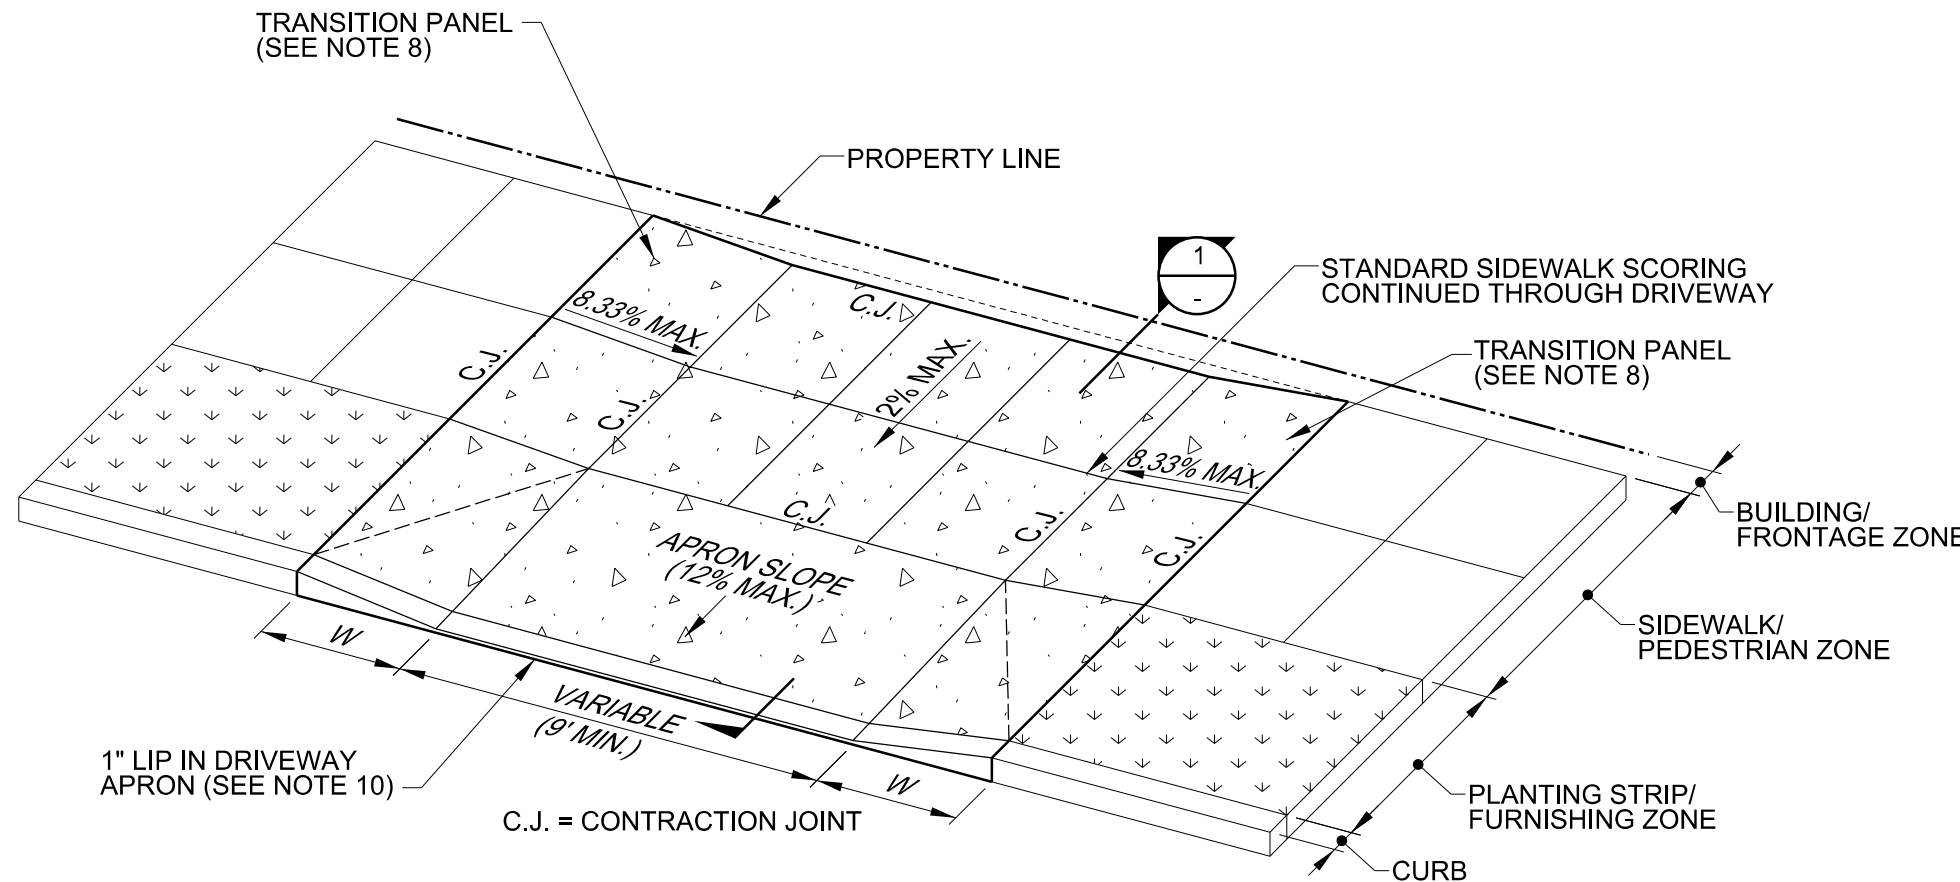 TRANSITION PANEL
(SEE NOTE 8)
PROPERTY LINE
1
-
STANDARD SIDEWALK SCORING
CONTINUED THROUGH DRIVEWAY
TRANSITION PANEL
(SEE NOTE 8)
8.33% MAX.
C.J.
C.J.
2% MAX.
C.J.
8.33% MAX.
C.J.
C.J.
C.J.
APRON SLOPE
(12% MAX.)
BUILDING/
FRONTAGE ZONE
SIDEWALK/
PEDESTRIAN ZONE
W
VARIABLE
(9' MIN.)
W
1" LIP IN DRIVEWAY
APRON (SEE NOTE 10)
C.J. = CONTRACTION JOINT
PLANTING STRIP/
FURNISHING ZONE
CURB